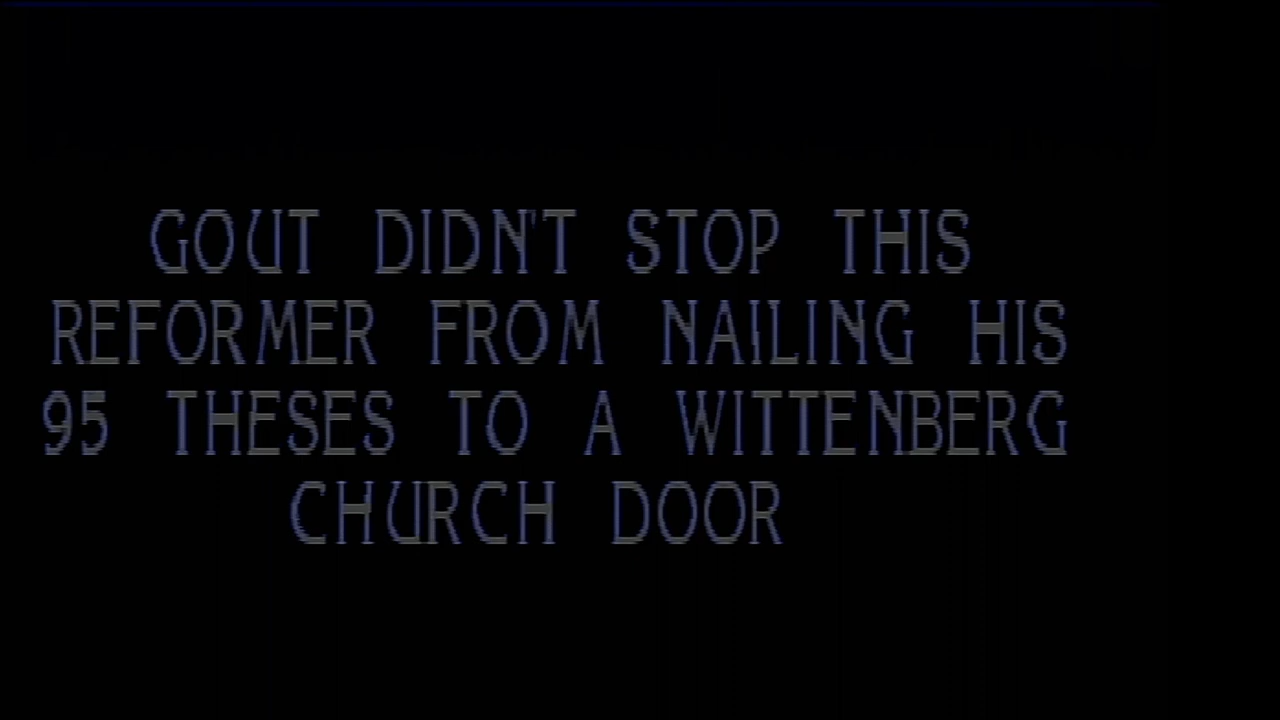 GOUT DIDN'T STOP THIS
REFORMER FROM NAILING HIS
95 THESES TO A WITTENBERG
CHURCH DOOR